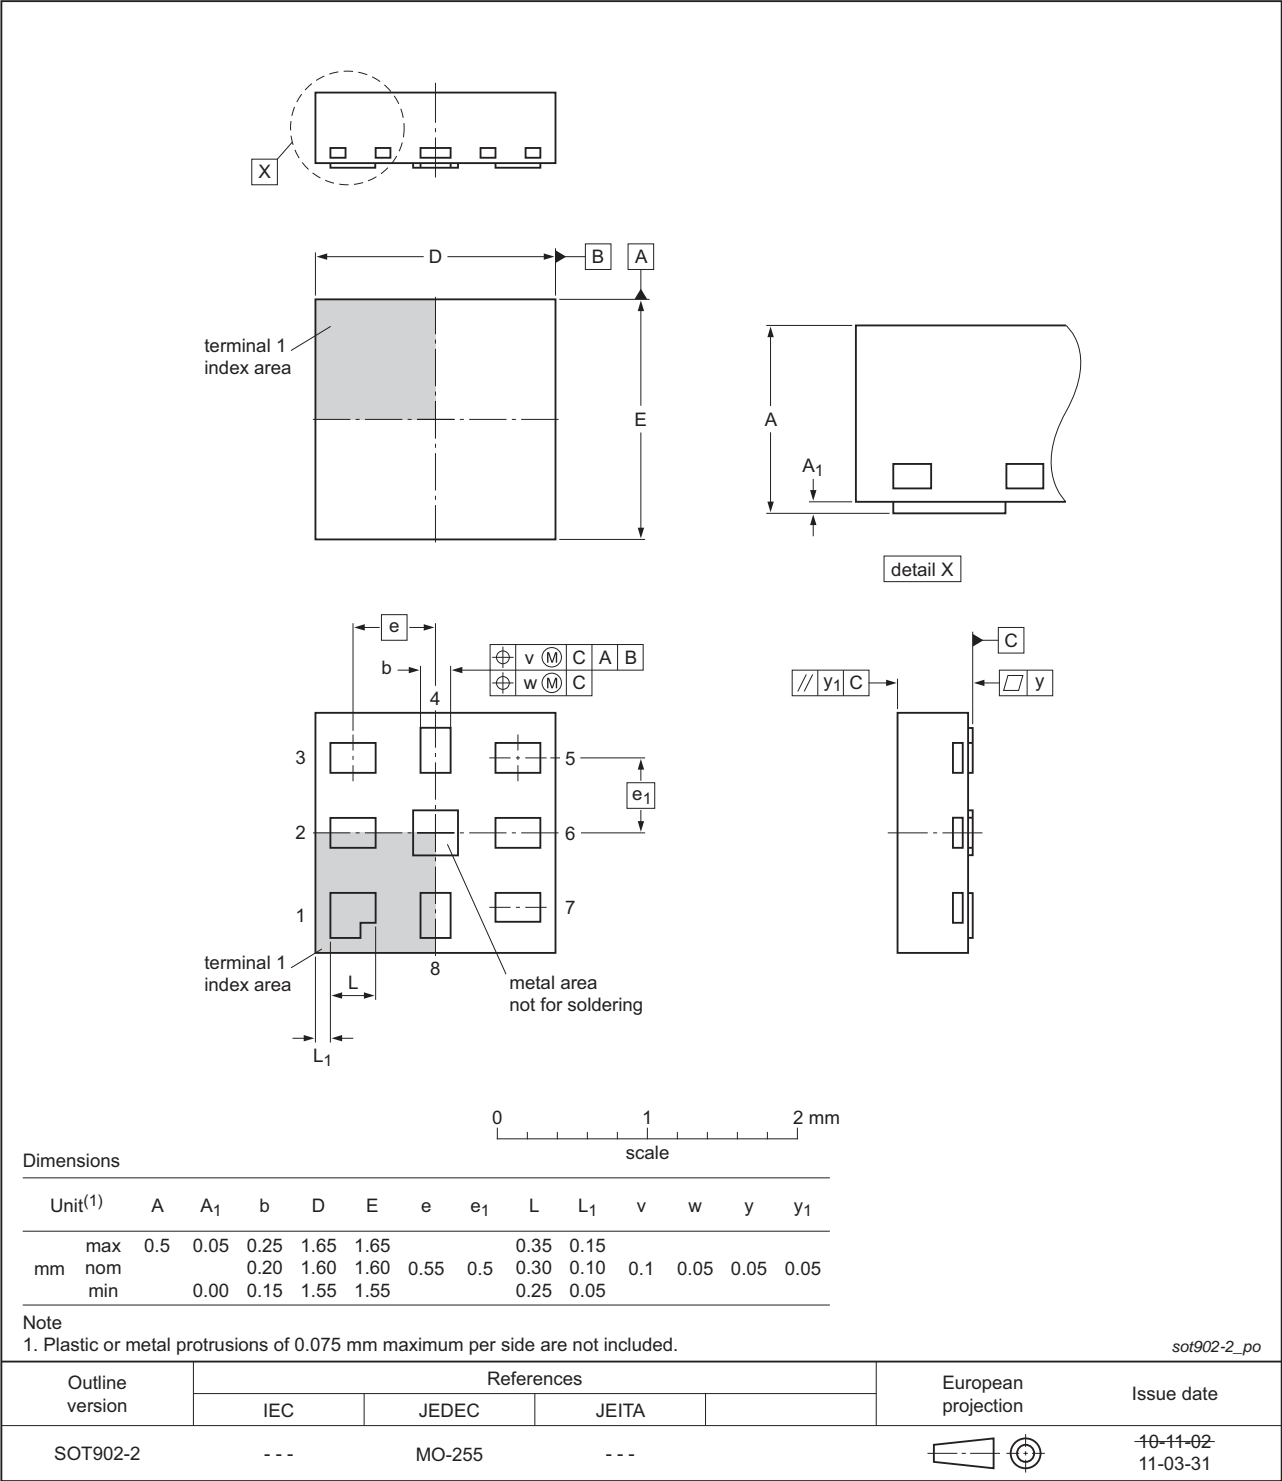 X
D
B
A
terminal 1
index area
E
A
A1
detail X
e
b
v M C A B
w M C
4
3
5
e1
2
6
1
7
terminal 1
index area
8
L
metal area
not for soldering
L1
C
// y1 C
y
0 1 2 mm
scale
Dimensions
Unit(1) A A1 b D E e e1 L L1 v w y y1
max 0.5 0.05 0.25 1.65 1.65 0.35 0.15
mm nom 0.20 1.60 1.60 0.55 0.5 0.30 0.10 0.1 0.05 0.05 0.05
min 0.00 0.15 1.55 1.55 0.25 0.05
Note
1. Plastic or metal protrusions of 0.075 mm maximum per side are not included.
sot902-2_po
Outline
version
References
IEC JEDEC JEITA
European
projection
Issue date
SOT902-2 - - - MO-255 - - -
10-11-02
11-03-31